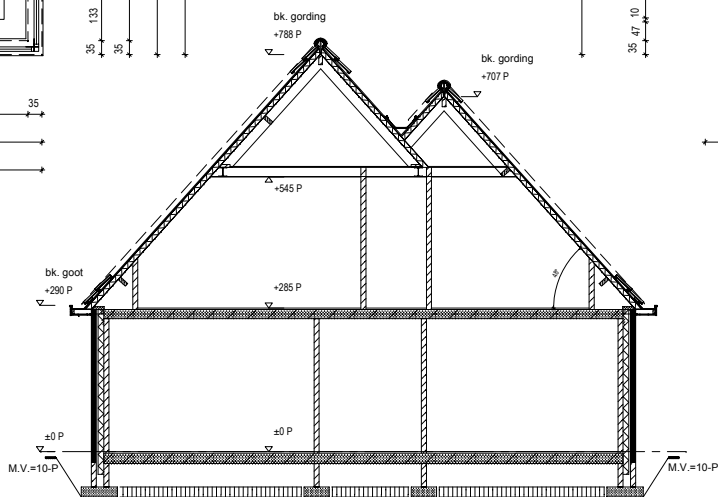 133
35
35
10
47
35
35
bk. gording
+788 P
bk. gording
+707 P
+545 P
bk. goot
+290 P
+285 P
48°
±0 P
±0 P
M.V.=10-P
M.V.=10-P